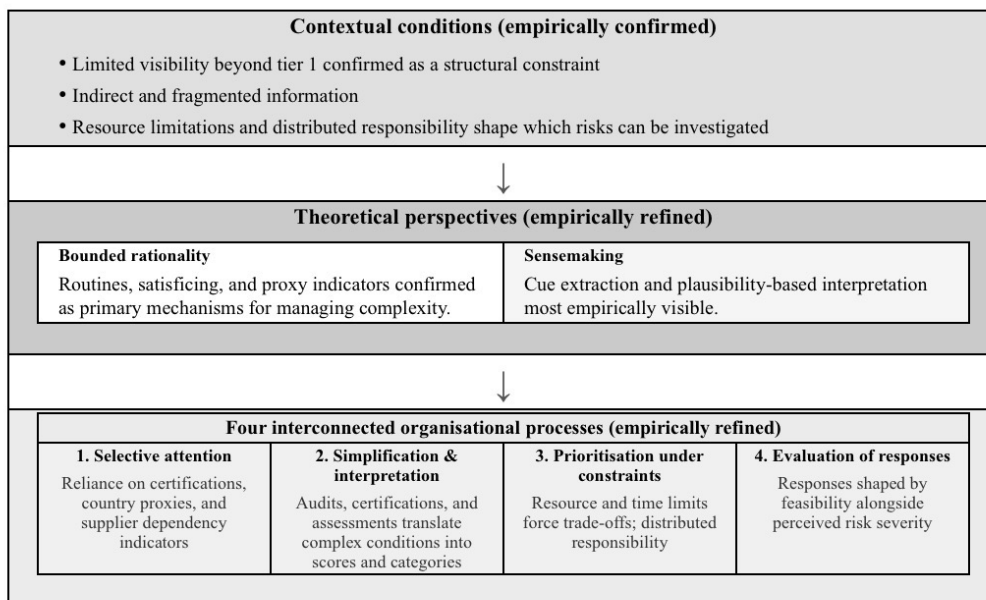 Contextual conditions (empirically confirmed)
• Limited visibility beyond tier 1 confirmed as a structural constraint
• Indirect and fragmented information
• Resource limitations and distributed responsibility shape which risks can be investigated
↓
Theoretical perspectives (empirically refined)
Bounded rationality
Routines, satisficing, and proxy indicators confirmed
as primary mechanisms for managing complexity.
Sensemaking
Cue extraction and plausibility-based interpretation
most empirically visible.
↓
Four interconnected organisational processes (empirically refined)
1. Selective attention
Reliance on certifications,
country proxies, and
supplier dependency
indicators
2. Simplification &
interpretation
Audits, certifications, and
assessments translate
complex conditions into
scores and categories
3. Prioritisation under
constraints
Resource and time limits
force trade-offs; distributed
responsibility
4. Evaluation of responses
Responses shaped by
feasibility alongside
perceived risk severity